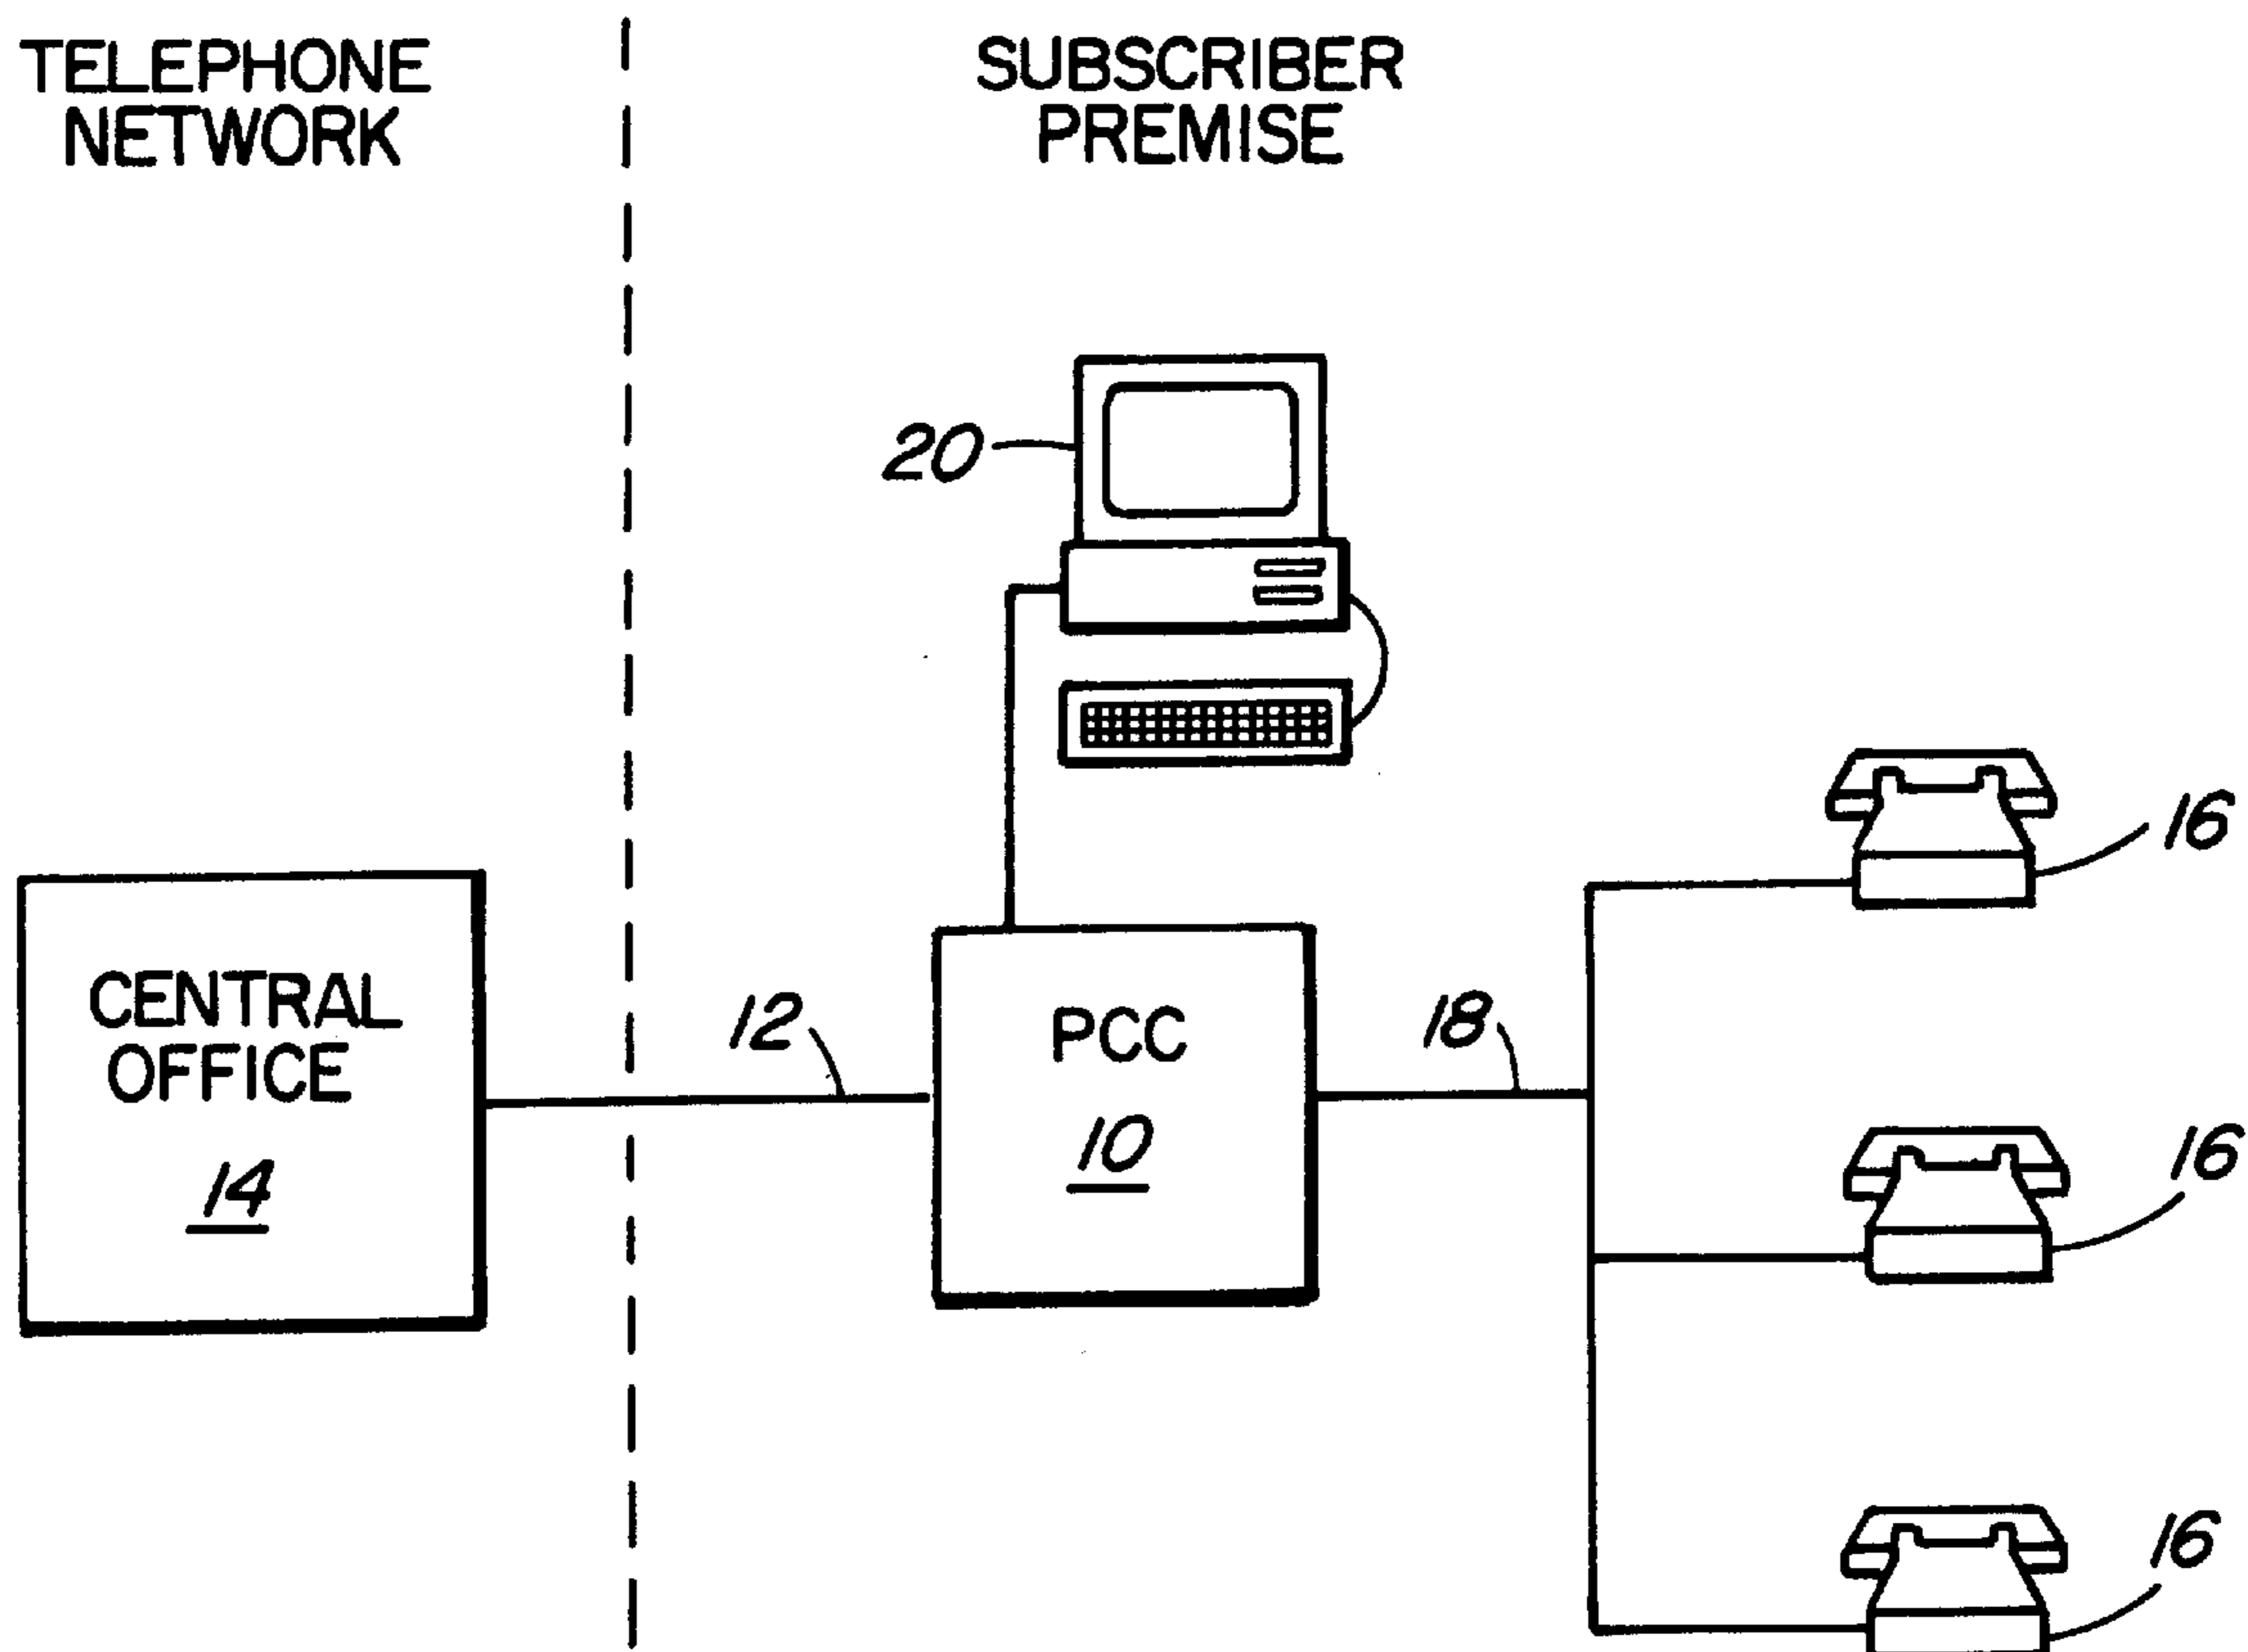 TELEPHONE
NETWORK
SUBSCRIBER
PREMISE
20
16
CENTRAL
OFFICE
14
12
PCC
10
18
16
16